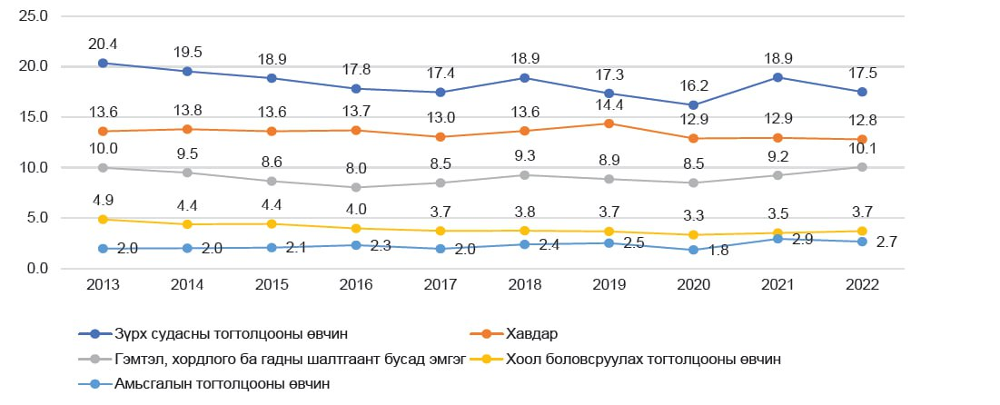 25.0
20.0
15.0
10.0
5.0
0.0
20.4 19.5 18.9 17.8 17.4 18.9 17.3 16.2 18.9 17.5
13.6 13.8 13.6 13.7 13.0 13.6 14.4 12.9 12.9 12.8
10.0 9.5 8.6 8.0 8.5 9.3 8.9 8.5 9.2 10.1
4.9 4.4 4.4 4.0 3.7 3.8 3.7 3.3 3.5 3.7
2.0 2.0 2.1 2.3 2.0 2.4 2.5 1.8 2.9 2.7
2013 2014 2015 2016 2017 2018 2019 2020 2021 2022
Зүрх судасны тогтолцооны өвчин
Хавдар
Гэмтэл, хордлого ба гадны шалтгаант бусад эмгэг
Хоол боловсруулах тогтолцооны өвчин
Амьсгалын тогтолцооны өвчин